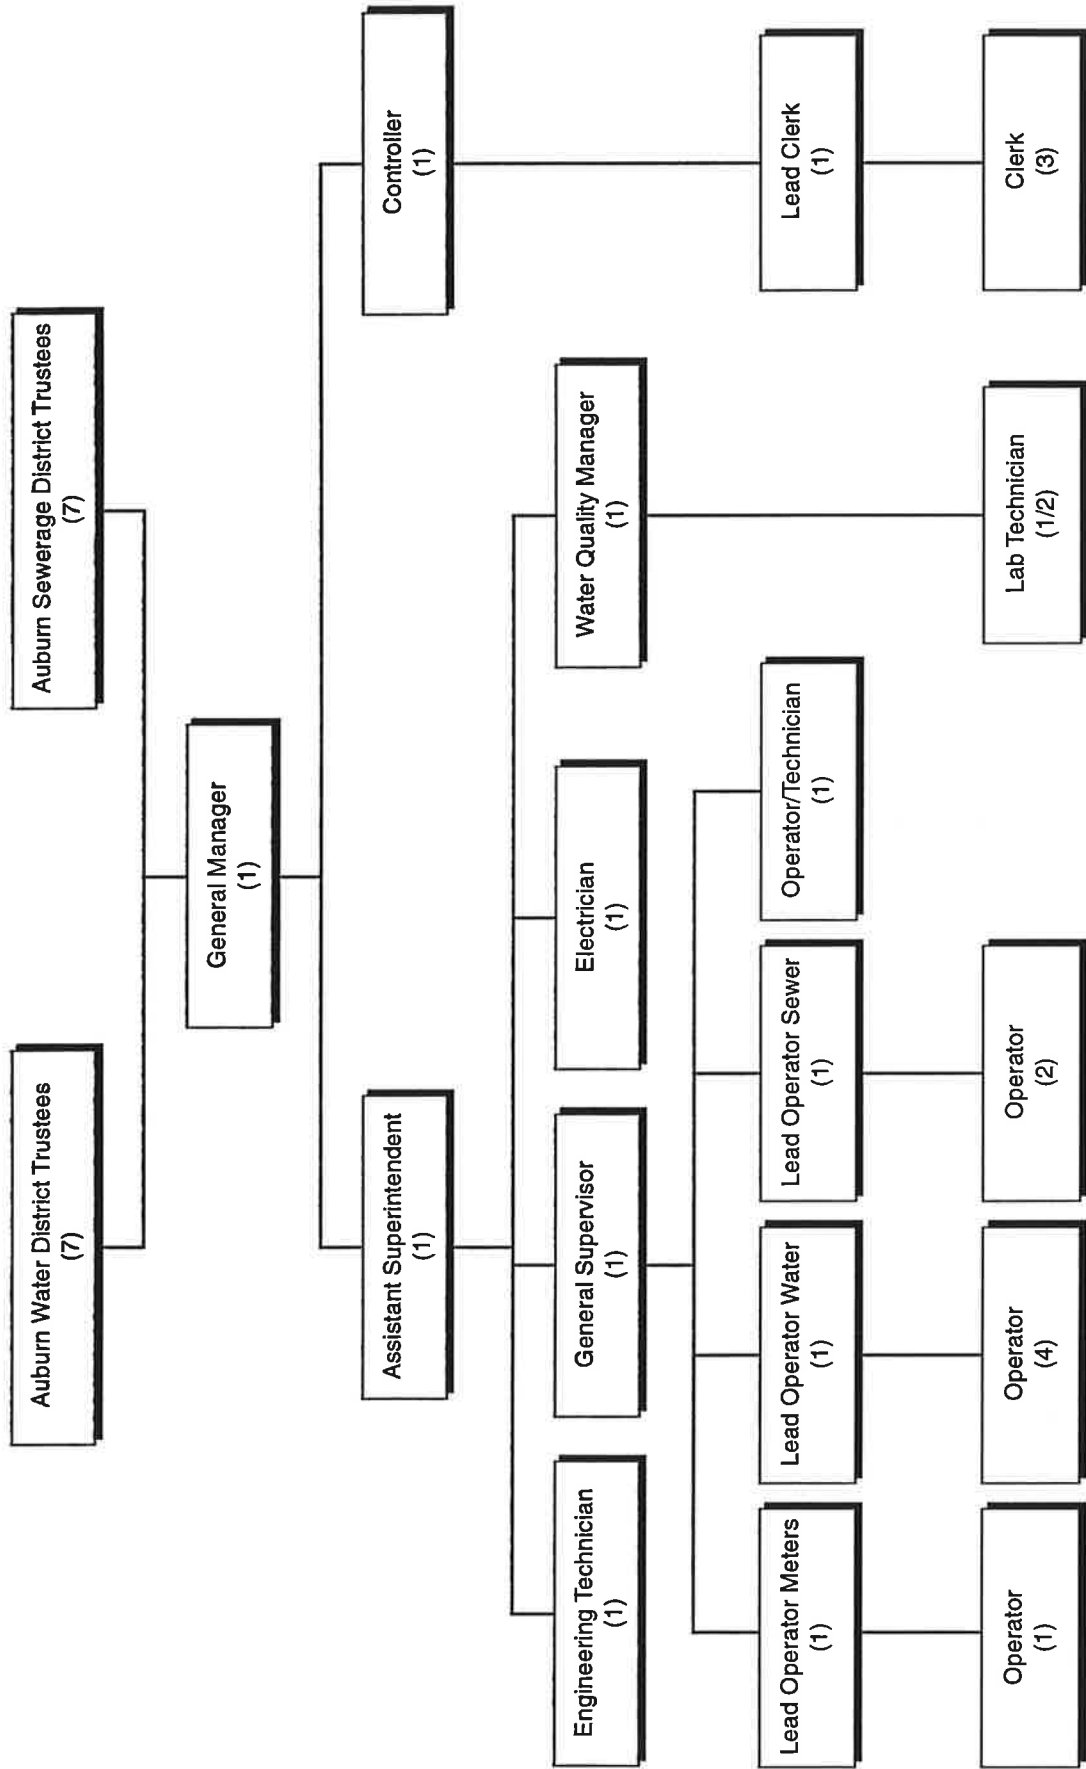 Auburn Water District Trustees
(7)
Auburn Sewerage District Trustees
(7)
General Manager
(1)
Assistant Superintendent
(1)
Controller
(1)
Engineering Technician
(1)
General Supervisor
(1)
Electrician
(1)
Water Quality Manager
(1)
Lead Operator Meters
(1)
Lead Operator Water
(1)
Lead Operator Sewer
(1)
Operator/Technician
(1)
Lead Clerk
(1)
Operator
(1)
Operator
(4)
Operator
(2)
Lab Technician
(1/2)
Clerk
(3)